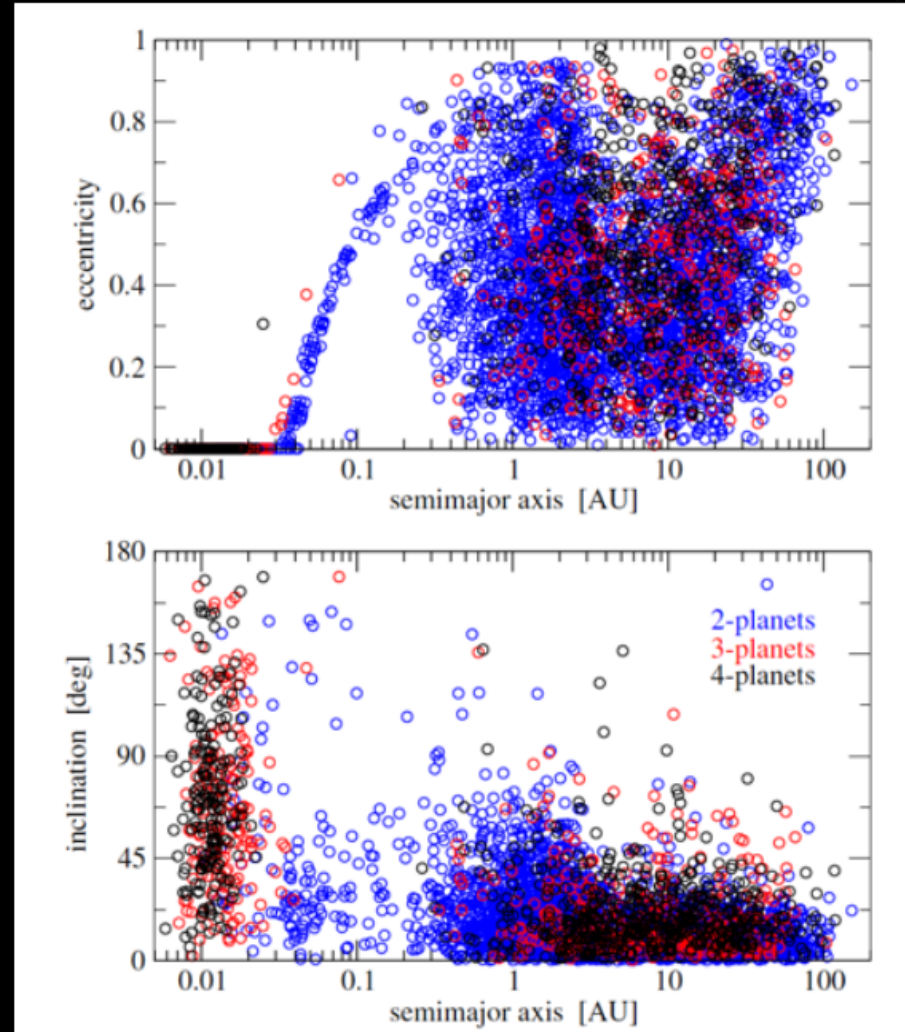 1
0.8
0.6
0.4
0.2
0
eccentricity
0.01 0.1 1 10 100
semimajor axis [AU]
180
135
90
45
0
inclination [deg]
2-planets
3-planets
4-planets
0.01 0.1 1 10 100
semimajor axis [AU]